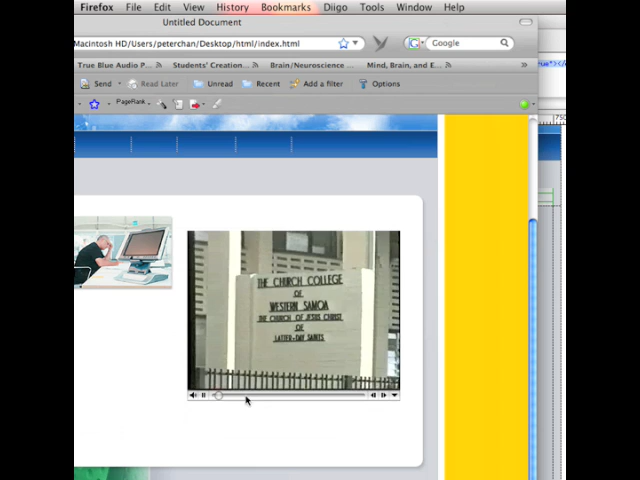 Firefox File Edit View History Bookmarks Diigo Tools Window Help
Untitled Document
Macintosh HD/Users/peterchan/Desktop/html/index.html
Google
True Blue Audio P... Students' Creation... Brain/Neuroscience ... Mind, Brain, and E... »
Send Read Later Unread Recent Add a filter Options
PageRank
THE CHURCH COLLEGE
OF
WESTERN SAMOA
THE CHURCH OF JESUS CHRIST
OF
LATTER-DAY SAINTS